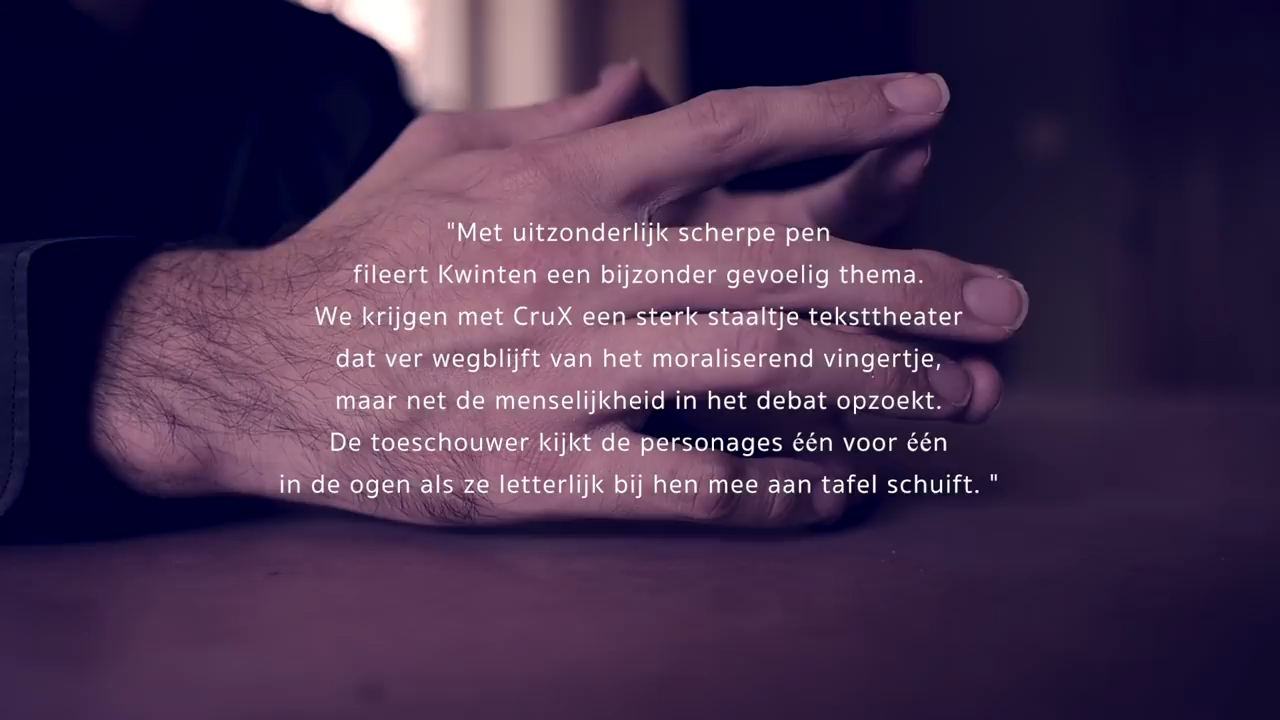 "Met uitzonderlijk scherpe pen
fileert Kwinten een bijzonder gevoelig thema.
We krijgen met CruX een sterk staaltje teksttheater
dat ver wegblijft van het moraliserend vingertje,
maar net de menselijkheid in het debat opzoekt.
De toeschouwer kijkt de personages één voor één
in de ogen als ze letterlijk bij hen mee aan tafel schuift. "